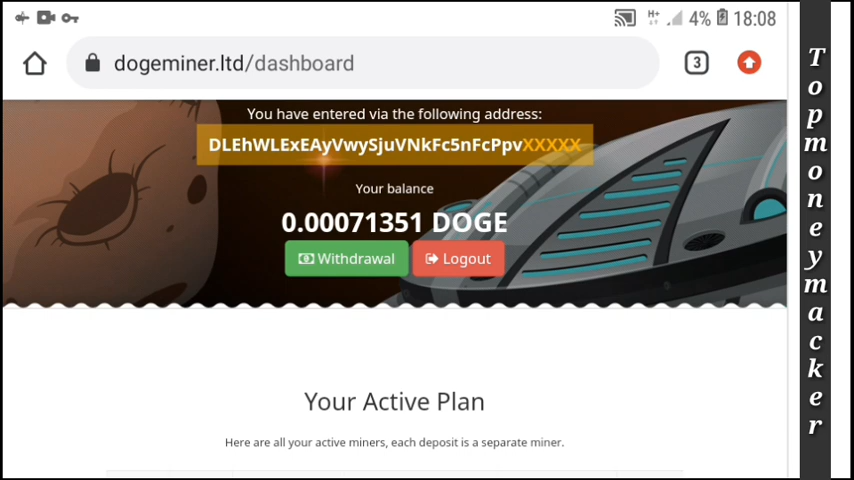 H+ 4% 18:08
dogeminer.ltd/dashboard
3
You have entered via the following address:
DLEhWLExEAyVwySjuVNkFc5nFcPpvXXXXX
Your balance
0.00071351 DOGE
Withdrawal Logout
Your Active Plan
Here are all your active miners, each deposit is a separate miner.
Topmoneymacker